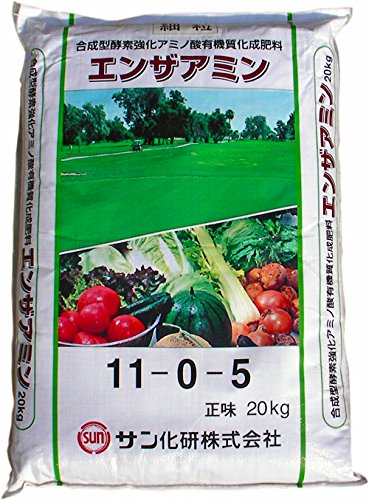 細粒
合成型酵素強化アミノ酸有機質化成肥料
エンザアミン
合成型酵素強化アミノ酸有機質化成肥料 エンザアミン 20kg
合成型酵素強化アミノ酸有機質化成肥料 エンザアミン 20kg
11-0-5
正味 20kg
sun サン化研株式会社